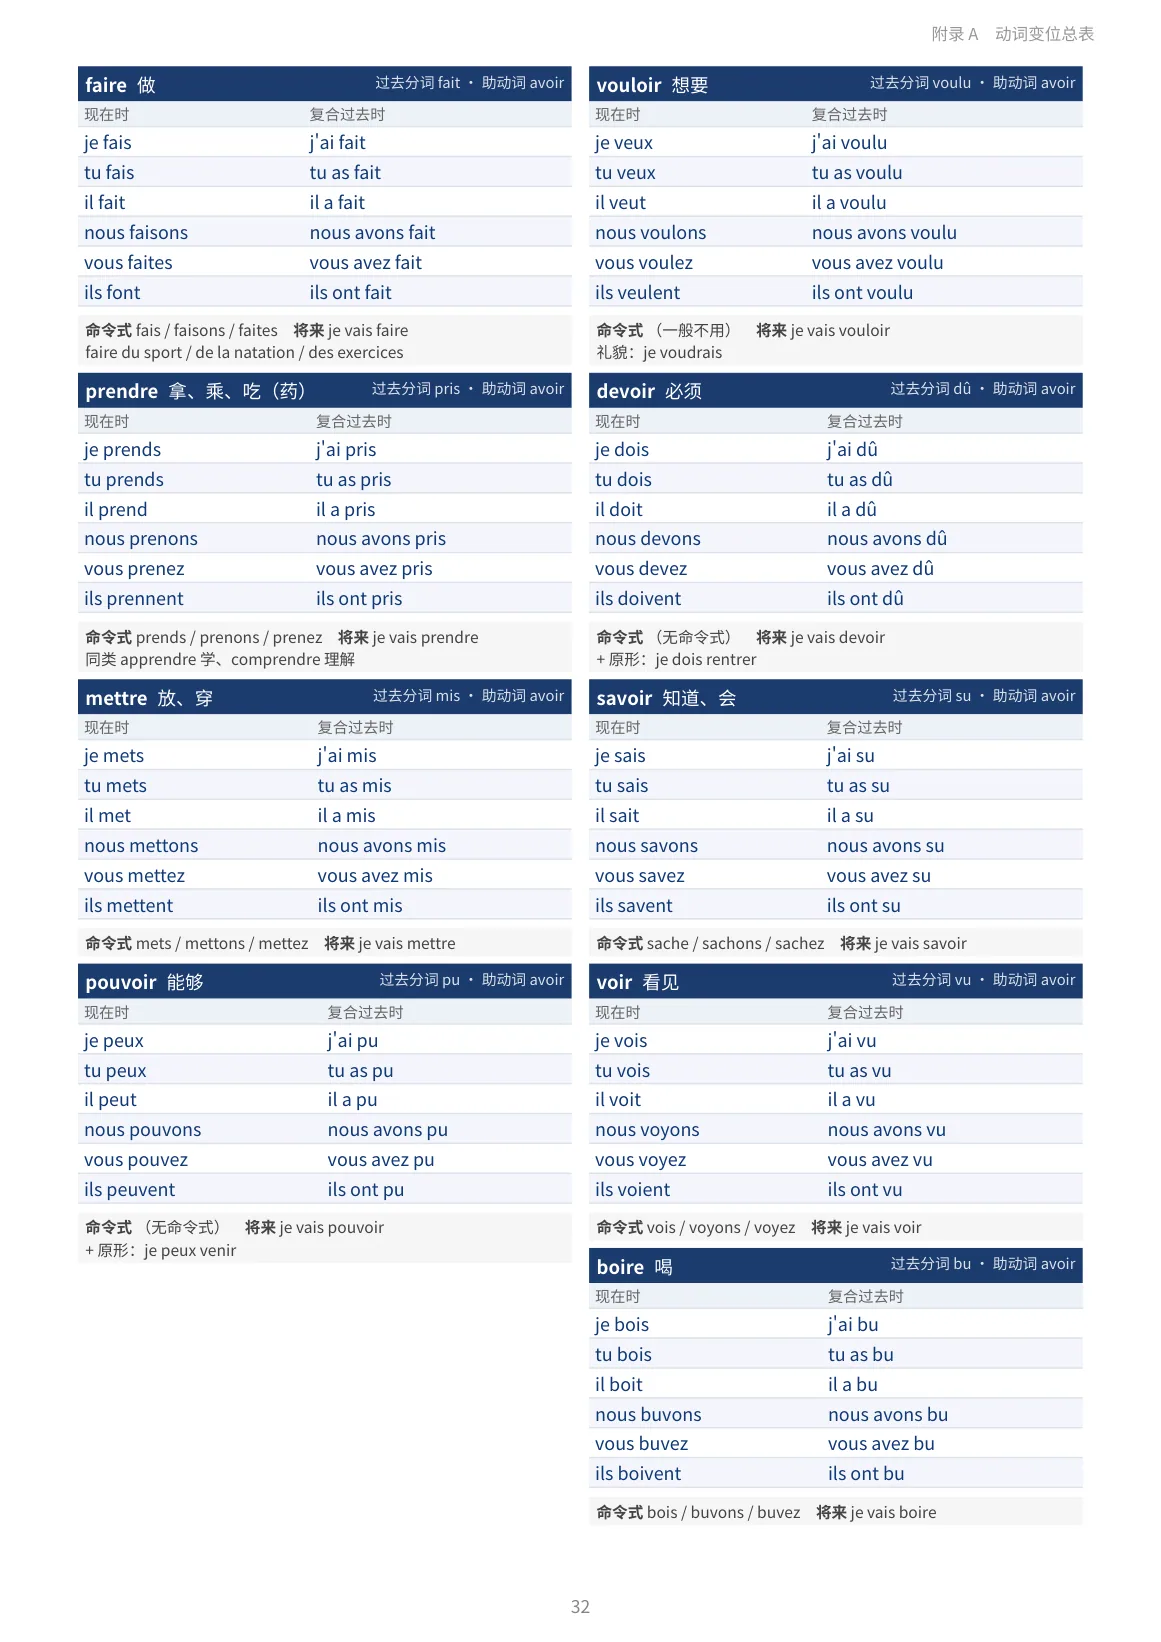 附录 A 动词变位总表
faire 做 过去分词 fait · 助动词 avoir
现在时 复合过去时
je fais j'ai fait
tu fais tu as fait
il fait il a fait
nous faisons nous avons fait
vous faites vous avez fait
ils font ils ont fait
命令式 fais / faisons / faites 将来 je vais faire
faire du sport / de la natation / des exercices
prendre 拿、乘、吃（药） 过去分词 pris · 助动词 avoir
现在时 复合过去时
je prends j'ai pris
tu prends tu as pris
il prend il a pris
nous prenons nous avons pris
vous prenez vous avez pris
ils prennent ils ont pris
命令式 prends / prenons / prenez 将来 je vais prendre
同类 apprendre 学、comprendre 理解
mettre 放、穿 过去分词 mis · 助动词 avoir
现在时 复合过去时
je mets j'ai mis
tu mets tu as mis
il met il a mis
nous mettons nous avons mis
vous mettez vous avez mis
ils mettent ils ont mis
命令式 mets / mettons / mettez 将来 je vais mettre
pouvoir 能够 过去分词 pu · 助动词 avoir
现在时 复合过去时
je peux j'ai pu
tu peux tu as pu
il peut il a pu
nous pouvons nous avons pu
vous pouvez vous avez pu
ils peuvent ils ont pu
命令式 （无命令式） 将来 je vais pouvoir
+ 原形：je peux venir
vouloir 想要 过去分词 voulu · 助动词 avoir
现在时 复合过去时
je veux j'ai voulu
tu veux tu as voulu
il veut il a voulu
nous voulons nous avons voulu
vous voulez vous avez voulu
ils veulent ils ont voulu
命令式 （一般不用） 将来 je vais vouloir
礼貌：je voudrais
devoir 必须 过去分词 dû · 助动词 avoir
现在时 复合过去时
je dois j'ai dû
tu dois tu as dû
il doit il a dû
nous devons nous avons dû
vous devez vous avez dû
ils doivent ils ont dû
命令式 （无命令式） 将来 je vais devoir
+ 原形：je dois rentrer
savoir 知道、会 过去分词 su · 助动词 avoir
现在时 复合过去时
je sais j'ai su
tu sais tu as su
il sait il a su
nous savons nous avons su
vous savez vous avez su
ils savent ils ont su
命令式 sache / sachons / sachez 将来 je vais savoir
voir 看见 过去分词 vu · 助动词 avoir
现在时 复合过去时
je vois j'ai vu
tu vois tu as vu
il voit il a vu
nous voyons nous avons vu
vous voyez vous avez vu
ils voient ils ont vu
命令式 vois / voyons / voyez 将来 je vais voir
boire 喝 过去分词 bu · 助动词 avoir
现在时 复合过去时
je bois j'ai bu
tu bois tu as bu
il boit il a bu
nous buvons nous avons bu
vous buvez vous avez bu
ils boivent ils ont bu
命令式 bois / buvons / buvez 将来 je vais boire
32